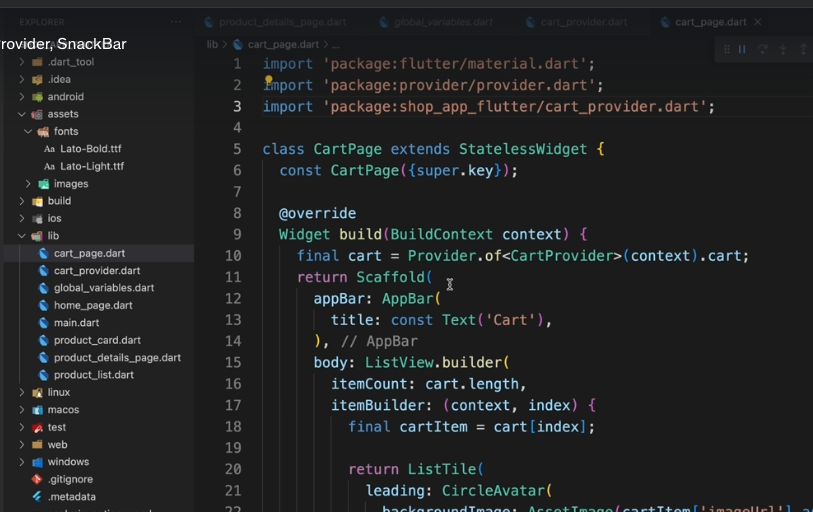 EXPLORER ...
product_details_page.dart global_variables.dart cart_provider.dart cart_page.dart
rovider, SnackBar
lib > cart_page.dart > ...
.dart_tool
.idea
android
assets
fonts
Aa Lato-Bold.ttf
Aa Lato-Light.ttf
images
build
ios
lib
cart_page.dart
cart_provider.dart
global_variables.dart
home_page.dart
main.dart
product_card.dart
product_details_page.dart
product_list.dart
linux
macos
test
web
windows
.gitignore
.metadata
1 import 'package:flutter/material.dart';
2 import 'package:provider/provider.dart';
3 import 'package:shop_app_flutter/cart_provider.dart';
4
5 class CartPage extends StatelessWidget {
6 const CartPage({super.key});
7
8 @override
9 Widget build(BuildContext context) {
10 final cart = Provider.of<CartProvider>(context).cart;
11 return Scaffold(
12 appBar: AppBar(
13 title: const Text('Cart'),
14 ), // AppBar
15 body: ListView.builder(
16 itemCount: cart.length,
17 itemBuilder: (context, index) {
18 final cartItem = cart[index];
19
20 return ListTile(
21 leading: CircleAvatar(
22 backgroundImage: AssetImage(cartItem['imageUrl']